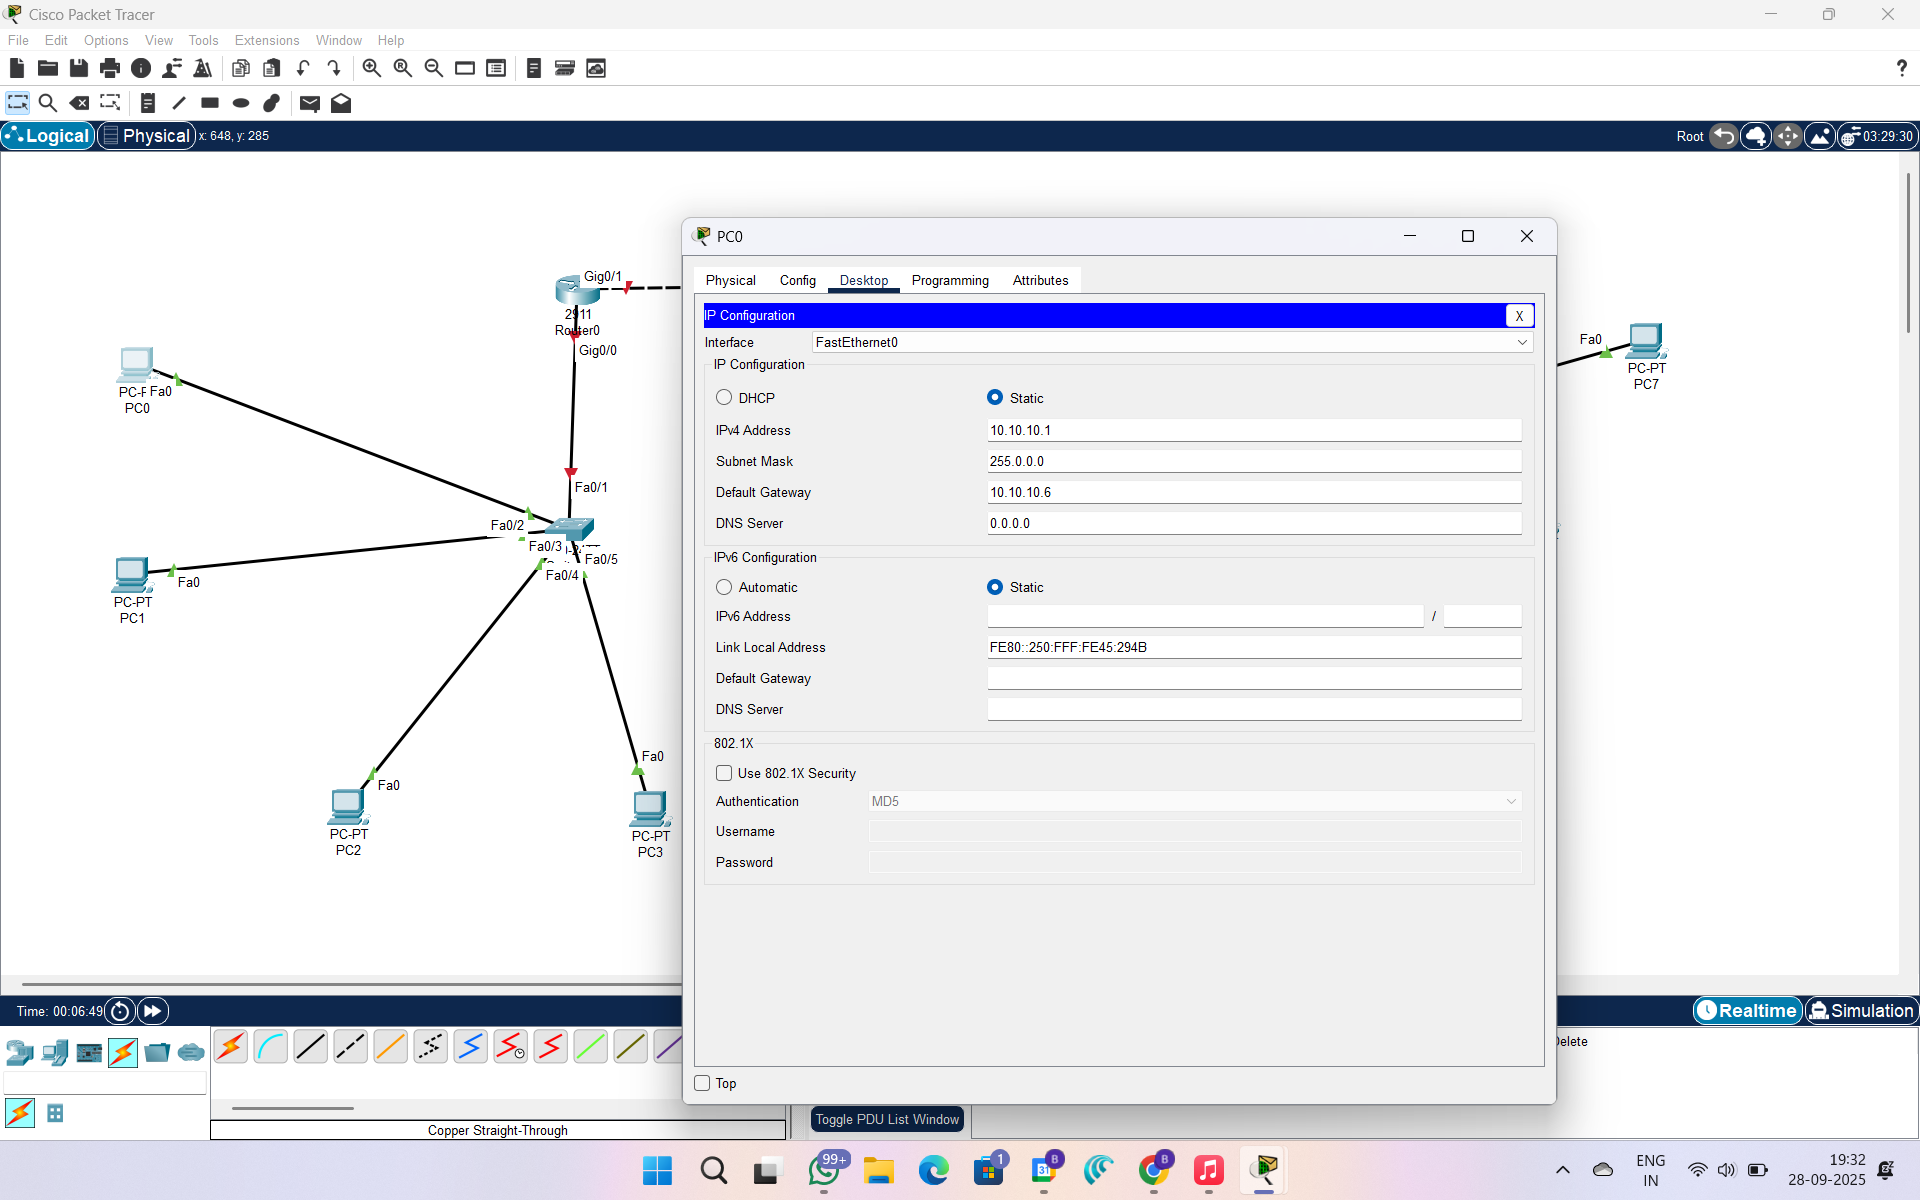 Cisco Packet Tracer
File Edit Options View Tools Extensions Window Help
?
Logical Physical x: 648, y: 285
Root 03:29:30
Gig0/1
2911
Router0
Gig0/0
Fa0
PC0
Fa0/1
Fa0/2
Fa0/3
Fa0/5
Fa0/4
Fa0
PC-PT
PC1
Fa0
PC-PT
PC2
Fa0
PC-PT
PC3
Fa0
PC-PT
PC7
PC0
Physical Config Desktop Programming Attributes
IP Configuration X
Interface FastEthernet0
IP Configuration
DHCP Static
IPv4 Address 10.10.10.1
Subnet Mask 255.0.0.0
Default Gateway 10.10.10.6
DNS Server 0.0.0.0
IPv6 Configuration
Automatic Static
IPv6 Address /
Link Local Address FE80::250:FFF:FE45:294B
Default Gateway
DNS Server
802.1X
Use 802.1X Security
Authentication MD5
Username
Password
Top
Time: 00:06:49
Realtime Simulation
Copper Straight-Through
Toggle PDU List Window
99+
1
31
B
B
ENG
IN
19:32
28-09-2025